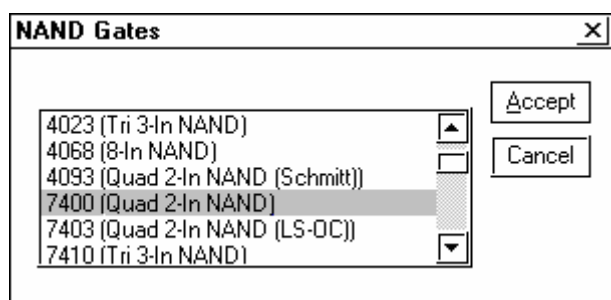 NAND Gates
Accept
Cancel
4023 (Tri 3-In NAND)
4068 (8-In NAND)
4093 (Quad 2-In NAND (Schmitt))
7400 (Quad 2-In NAND)
7403 (Quad 2-In NAND (LS-OC))
7410 (Tri 3-In NAND)